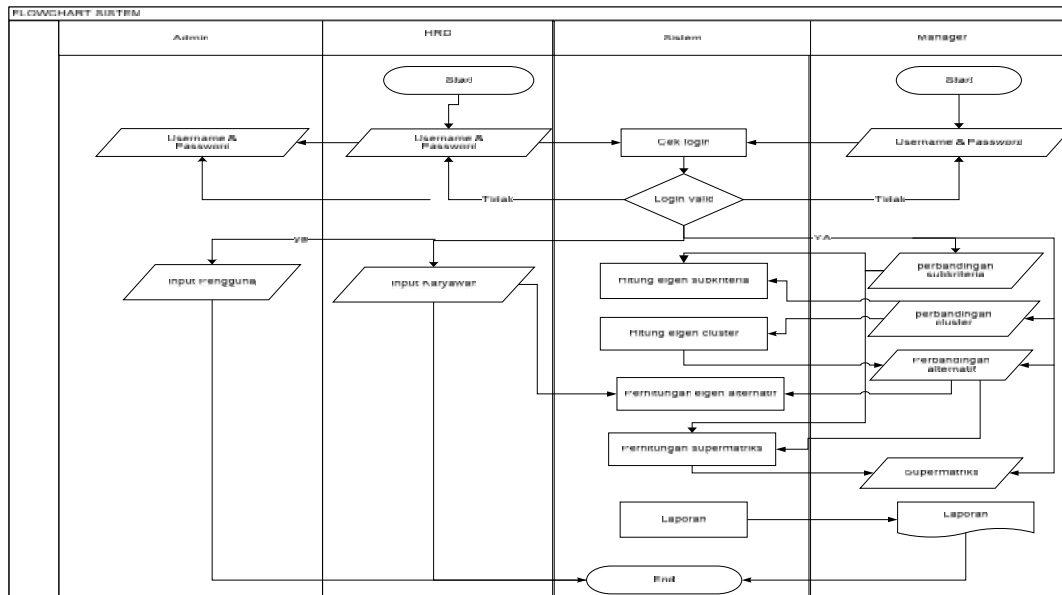 FLOWCHART SISTEM
Admin
HRD
Sistem
Manager
Start
Start
Username &
Password
Username &
Password
Cek login
Username & Password
Tidak
Login valid
Tidak
ya
YA
Input Pengguna
Input Karyawan
Hitung eigen subkriteria
perbandingan
subkriteria
Hitung eigen cluster
perbandingan
cluster
Perbandingan
alternatif
Perhitungan eigen alternatif
Perhitungan supermatriks
Supermatriks
Laporan
Laporan
End